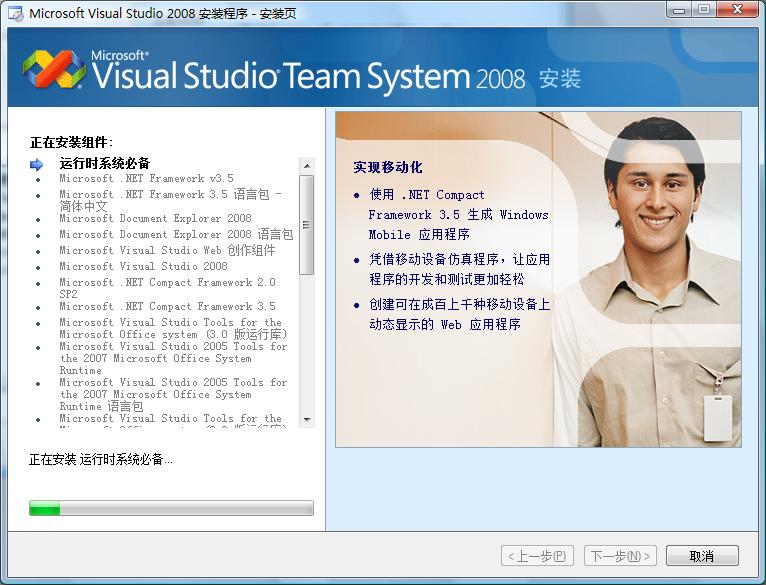 Microsoft Visual Studio 2008 安装程序 - 安装页
Microsoft®
Visual Studio® Team System 2008 安装
正在安装组件:
运行时系统必备
Microsoft .NET Framework v3.5
Microsoft .NET Framework 3.5 语言包 -
简体中文
Microsoft Document Explorer 2008
Microsoft Document Explorer 2008 语言包
Microsoft Visual Studio Web 创作组件
Microsoft Visual Studio 2008
Microsoft .NET Compact Framework 2.0
SP2
Microsoft .NET Compact Framework 3.5
Microsoft Visual Studio Tools for the
Microsoft Office system (3.0 版运行库)
Microsoft Visual Studio 2005 Tools for
the 2007 Microsoft Office System
Runtime
Microsoft Visual Studio 2005 Tools for
the 2007 Microsoft Office System
Runtime 语言包
Microsoft Visual Studio Tools for the
正在安装 运行时系统必备...
实现移动化
使用 .NET Compact
Framework 3.5 生成 Windows
Mobile 应用程序
凭借移动设备仿真程序，让应用
程序的开发和测试更加轻松
创建可在成百上千种移动设备上
动态显示的 Web 应用程序
<上一步(P)
下一步(N)>
取消